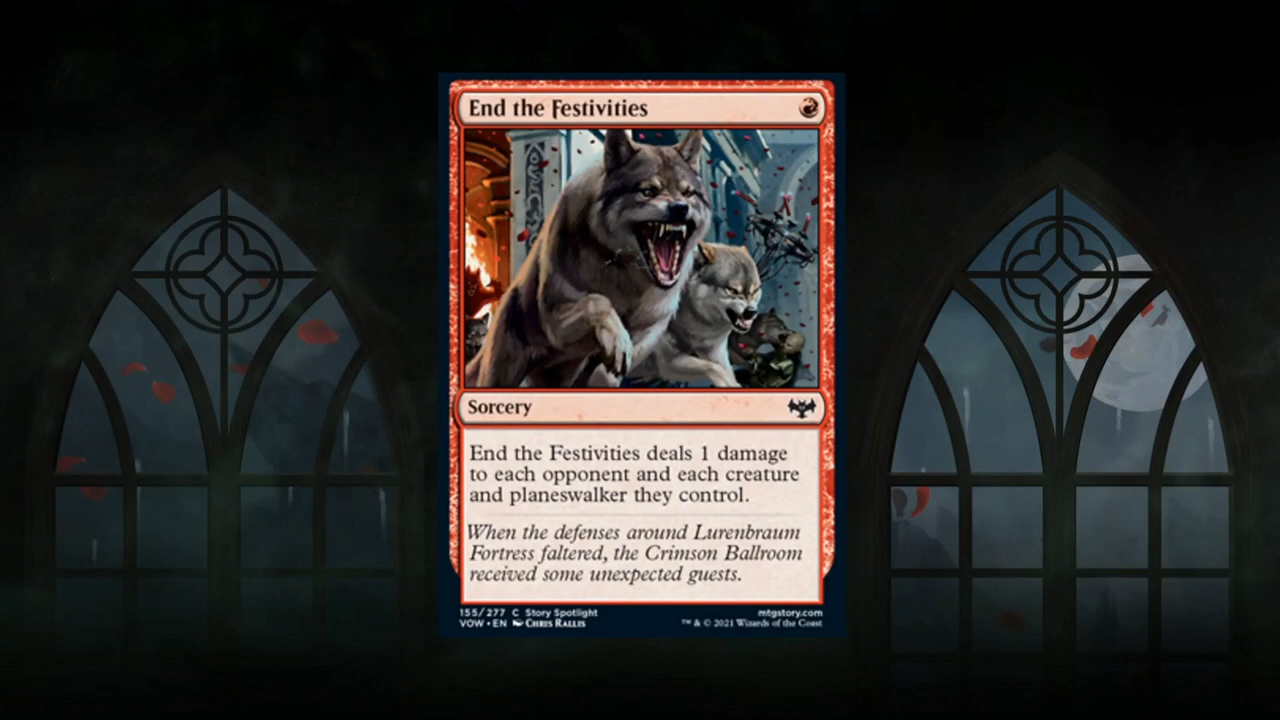 End the Festivities
Sorcery
End the Festivities deals 1 damage
to each opponent and each creature
and planeswalker they control.
When the defenses around Lurenbraum
Fortress faltered, the Crimson Ballroom
received some unexpected guests.
155/277 C Story Spotlight
mtgstory.com
VOW • EN Chris Rallis
™ & © 2021 Wizards of the Coast